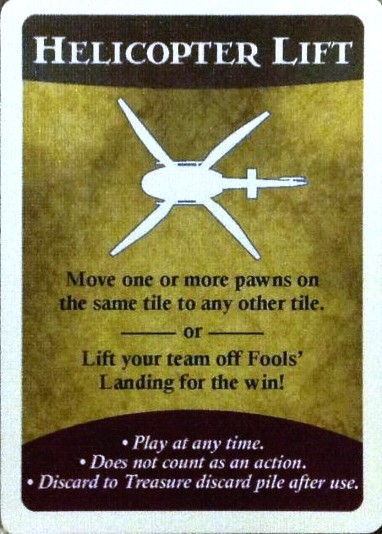 HELICOPTER LIFT
Move one or more pawns on
the same tile to any other tile.
or
Lift your team off Fools'
Landing for the win!
• Play at any time.
• Does not count as an action.
• Discard to Treasure discard pile after use.